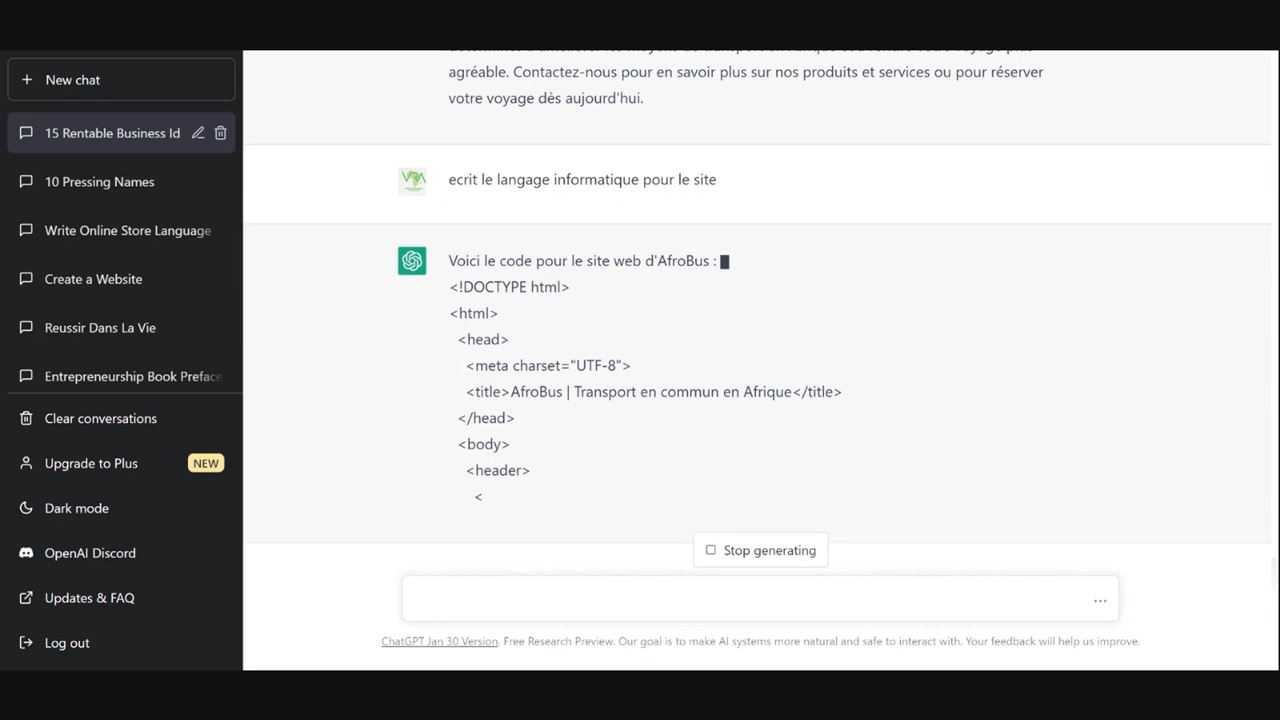 New chat
15 Rentable Business Id
10 Pressing Names
Write Online Store Language
Create a Website
Reussir Dans La Vie
Entrepreneurship Book Preface
Clear conversations
Upgrade to Plus NEW
Dark mode
OpenAI Discord
Updates & FAQ
Log out
agréable. Contactez-nous pour en savoir plus sur nos produits et services ou pour réserver
votre voyage dès aujourd'hui.
ecrit le langage informatique pour le site
Voici le code pour le site web d'AfroBus :
<!DOCTYPE html>
<html>
<head>
<meta charset="UTF-8">
<title>AfroBus | Transport en commun en Afrique</title>
</head>
<body>
<header>
<
Stop generating
ChatGPT Jan 30 Version. Free Research Preview. Our goal is to make AI systems more natural and safe to interact with. Your feedback will help us improve.